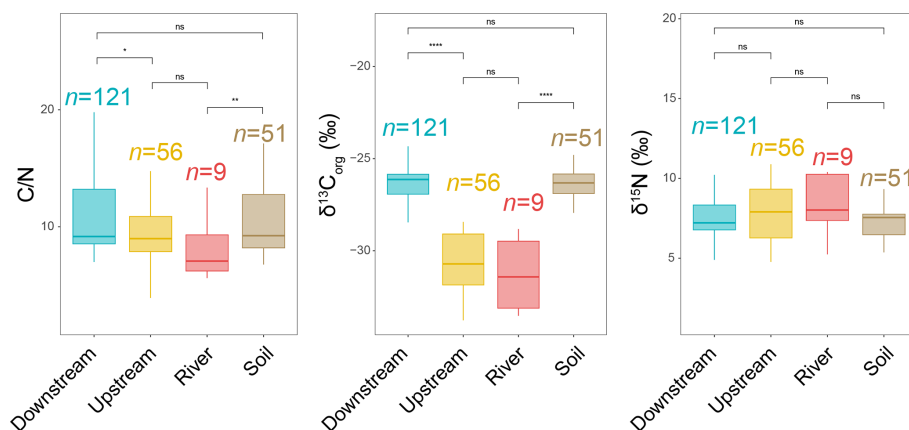 C/N
20
10
ns
*
ns
**
n=121
n=56
n=9
n=51
Downstream
Upstream
River
Soil
δ¹³C_org (‰)
−20
−25
−30
ns
****
ns
****
n=121
n=56
n=9
n=51
Downstream
Upstream
River
Soil
δ¹⁵N (‰)
20
15
10
5
ns
ns
ns
ns
n=121
n=56
n=9
n=51
Downstream
Upstream
River
Soil